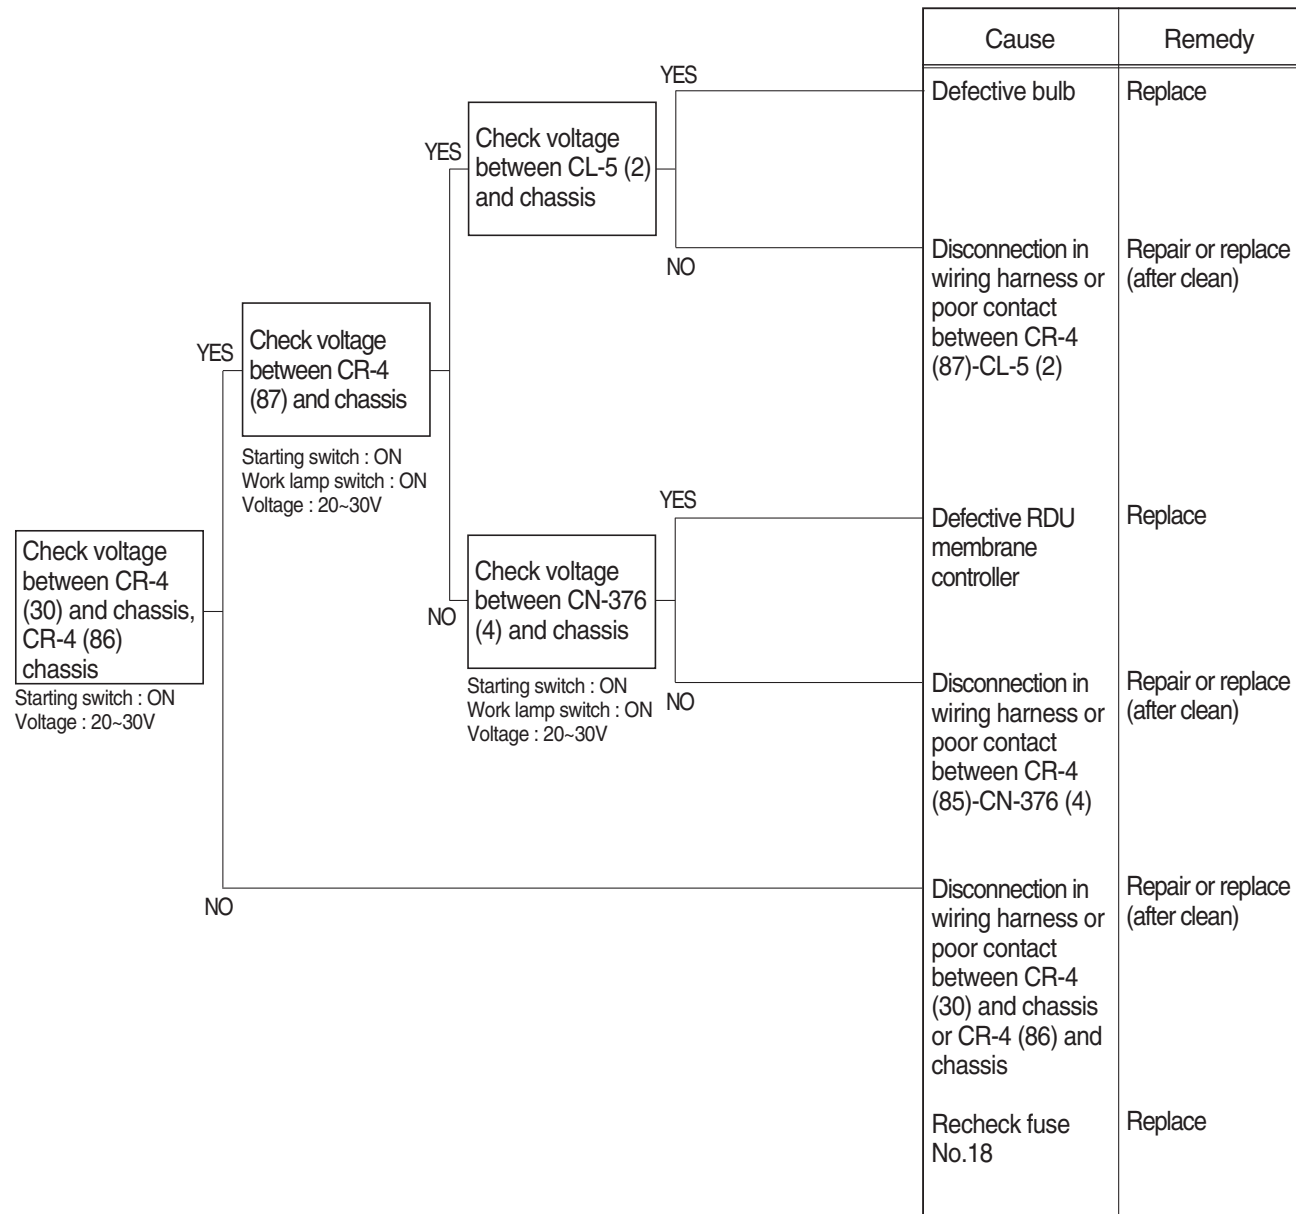 Cause
Remedy
YES
Defective bulb
Replace
YES
Check voltage
between CL-5 (2)
and chassis
NO
Disconnection in
wiring harness or
poor contact
between CR-4
(87)-CL-5 (2)
Repair or replace
(after clean)
YES
Check voltage
between CR-4
(87) and chassis
Starting switch : ON
Work lamp switch : ON
Voltage : 20~30V
YES
Defective RDU
membrane
controller
Replace
Check voltage
between CR-4
(30) and chassis,
CR-4 (86)
chassis
Starting switch : ON
Voltage : 20~30V
NO
Check voltage
between CN-376
(4) and chassis
Starting switch : ON
Work lamp switch : ON
Voltage : 20~30V
NO
Disconnection in
wiring harness or
poor contact
between CR-4
(85)-CN-376 (4)
Repair or replace
(after clean)
NO
Disconnection in
wiring harness or
poor contact
between CR-4
(30) and chassis
or CR-4 (86) and
chassis
Repair or replace
(after clean)
Recheck fuse
No.18
Replace